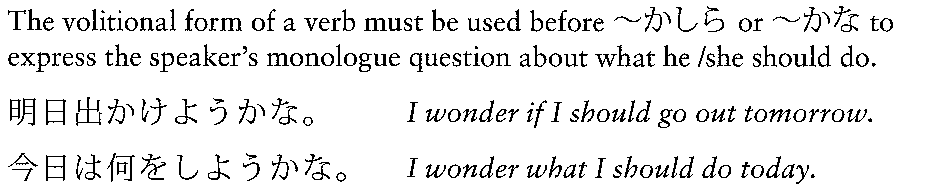 The volitional form of a verb must be used before 〜かしら or 〜かな to
express the speaker's monologue question about what he /she should do.
明日出かけようかな。 I wonder if I should go out tomorrow.
今日は何をしようかな。 I wonder what I should do today.